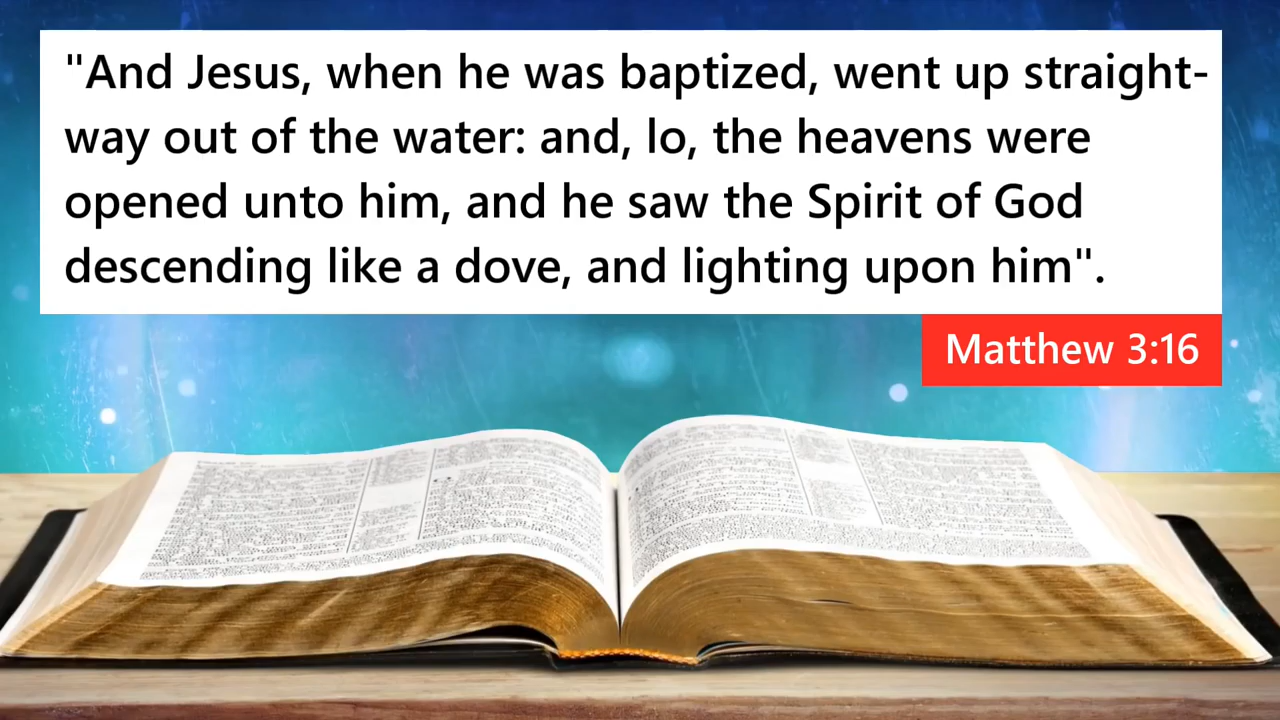 "And Jesus, when he was baptized, went up straight-
way out of the water: and, lo, the heavens were
opened unto him, and he saw the Spirit of God
descending like a dove, and lighting upon him".
Matthew 3:16